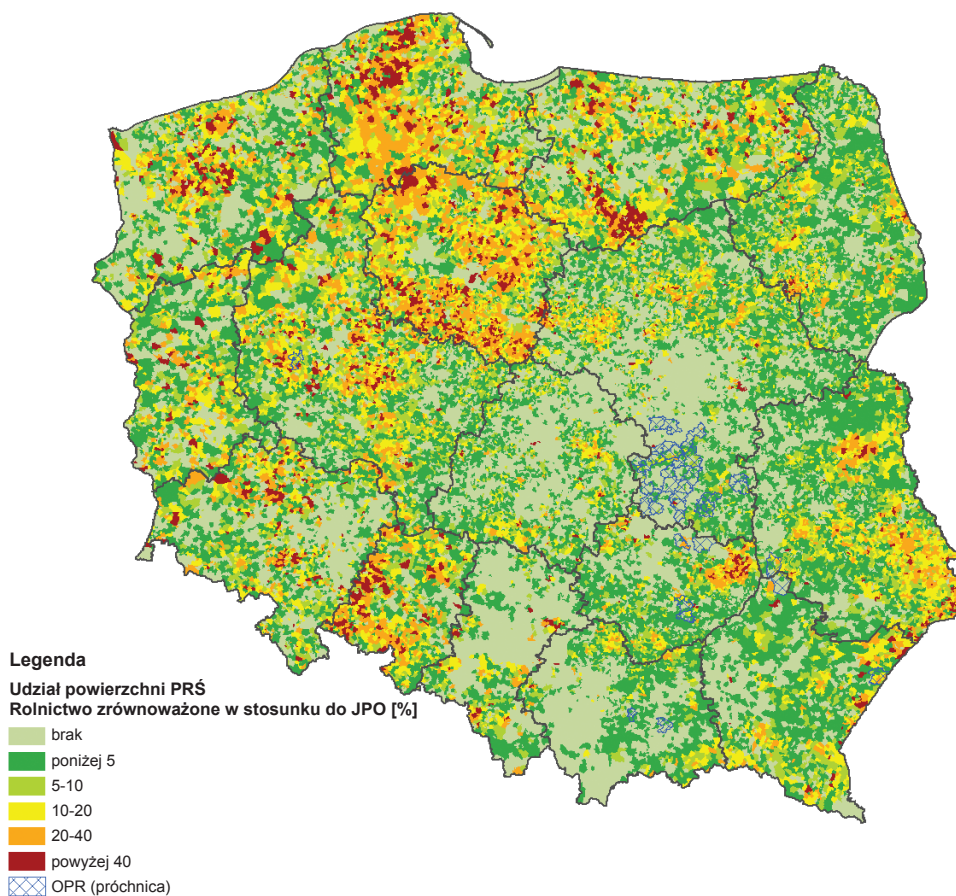 Legenda
Udział powierzchni PRŚ
Rolnictwo zrównoważone w stosunku do JPO [%]
brak
poniżej 5
5-10
10-20
20-40
powyżej 40
OPR (próchnica)